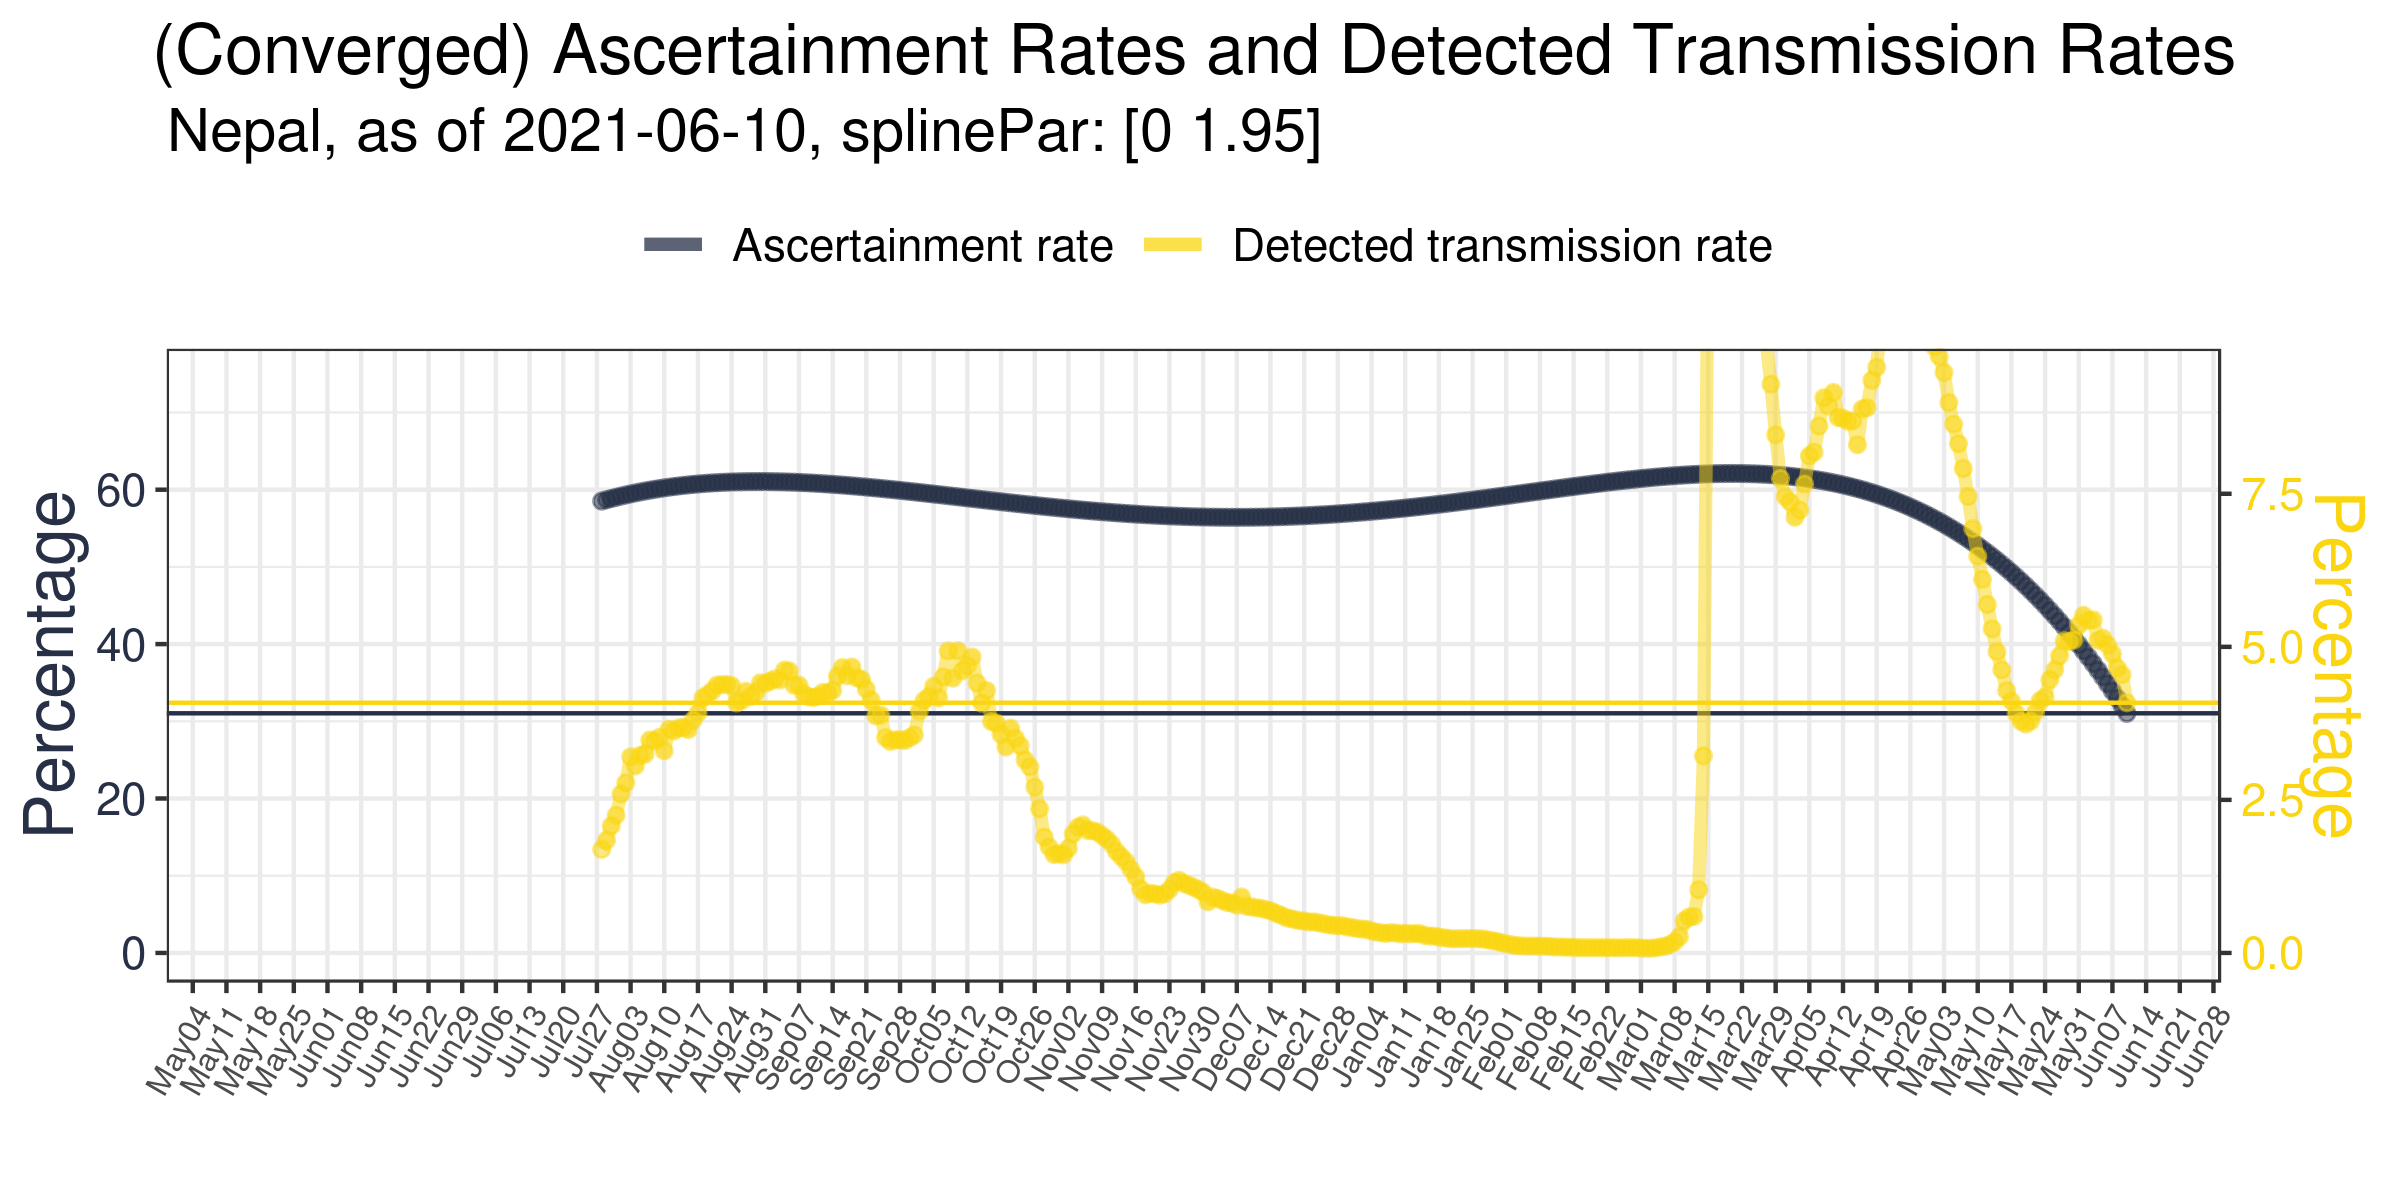 (Converged) Ascertainment Rates and Detected Transmission Rates
Nepal, as of 2021-06-10, splinePar: [0 1.95]
Ascertainment rate
Detected transmission rate
Percentage
60
40
20
0
7.5
5.0
2.5
0.0
Percentage
May04
May11
May18
May25
Jun01
Jun08
Jun15
Jun22
Jun29
Jul06
Jul13
Jul20
Jul27
Aug03
Aug10
Aug17
Aug24
Aug31
Sep07
Sep14
Sep21
Sep28
Oct05
Oct12
Oct19
Oct26
Nov02
Nov09
Nov16
Nov23
Nov30
Dec07
Dec14
Dec21
Dec28
Jan04
Jan11
Jan18
Jan25
Feb01
Feb08
Feb15
Feb22
Mar01
Mar08
Mar15
Mar22
Mar29
Apr05
Apr12
Apr19
Apr26
May03
May10
May17
May24
May31
Jun07
Jun14
Jun21
Jun28